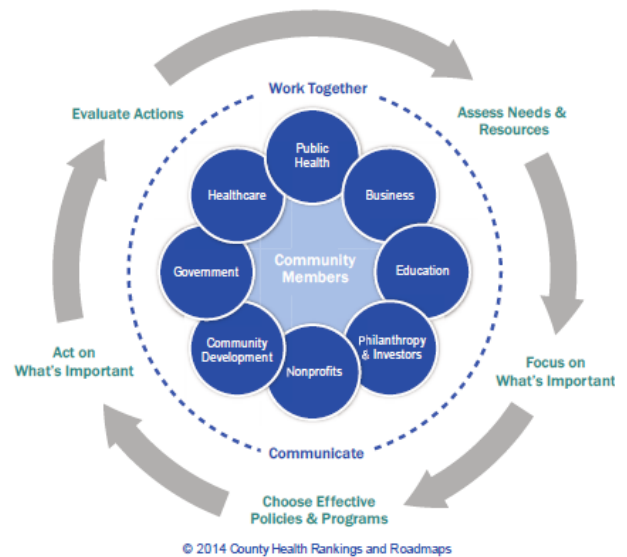 Work Together
Evaluate Actions
Assess Needs &
Resources
Public
Health
Healthcare
Business
Community
Members
Government
Education
Community
Development
Philanthropy
& Investors
Nonprofits
Act on
What's Important
Focus on
What's Important
Communicate
Choose Effective
Policies & Programs
© 2014 County Health Rankings and Roadmaps